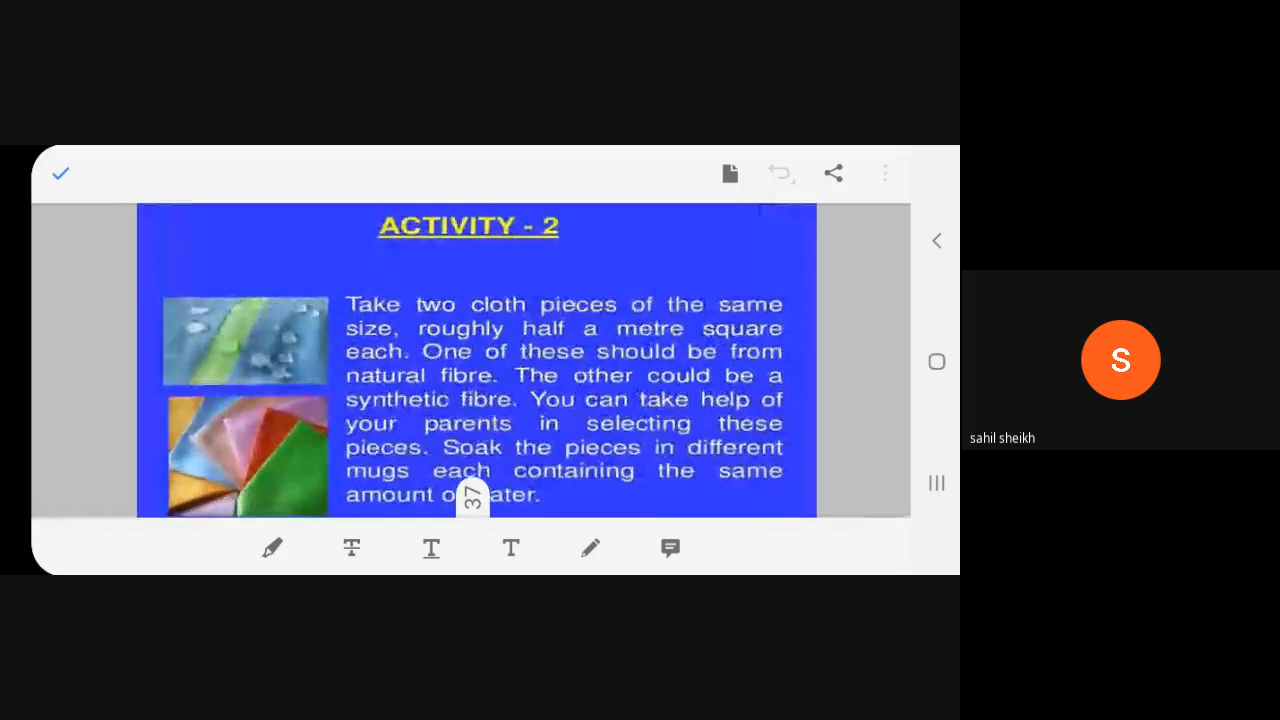 ACTIVITY - 2
Take two cloth pieces of the same
size, roughly half a metre square
each. One of these should be from
natural fibre. The other could be a
synthetic fibre. You can take help of
your parents in selecting these
pieces. Soak the pieces in different
mugs each containing the same
amount o ater.
37
S
sahil sheikh